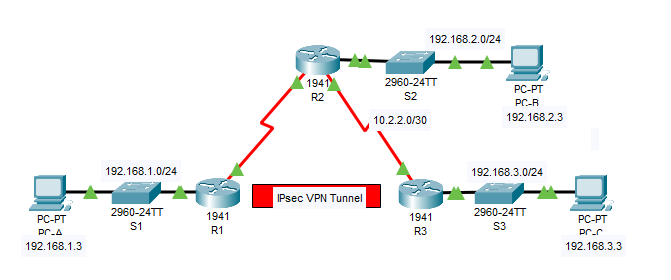 192.168.2.0/24
1941
R2
2960-24TT
S2
PC-PT
PC-B
192.168.2.3
10.2.2.0/30
192.168.1.0/24
192.168.3.0/24
IPsec VPN Tunnel
PC-PT
PC-A
192.168.1.3
2960-24TT
S1
1941
R1
1941
R3
2960-24TT
S3
PC-PT
PC-C
192.168.3.3